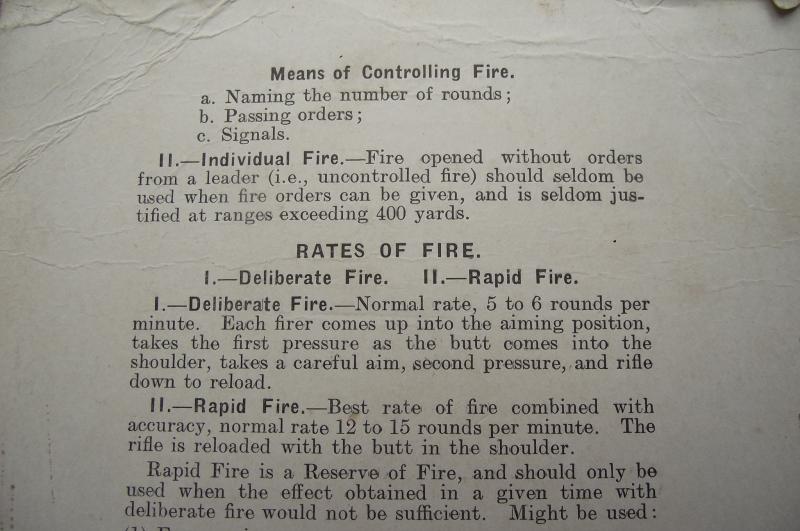 Means of Controlling Fire.
a. Naming the number of rounds;
b. Passing orders;
c. Signals.
II.—Individual Fire.—Fire opened without orders
from a leader (i.e., uncontrolled fire) should seldom be
used when fire orders can be given, and is seldom jus-
tified at ranges exceeding 400 yards.
RATES OF FIRE.
I.—Deliberate Fire. II.—Rapid Fire.
I.—Deliberate Fire.—Normal rate, 5 to 6 rounds per
minute. Each firer comes up into the aiming position,
takes the first pressure as the butt comes into the
shoulder, takes a careful aim, second pressure, and rifle
down to reload.
II.—Rapid Fire.—Best rate of fire combined with
accuracy, normal rate 12 to 15 rounds per minute. The
rifle is reloaded with the butt in the shoulder.
Rapid Fire is a Reserve of Fire, and should only be
used when the effect obtained in a given time with
deliberate fire would not be sufficient. Might be used: